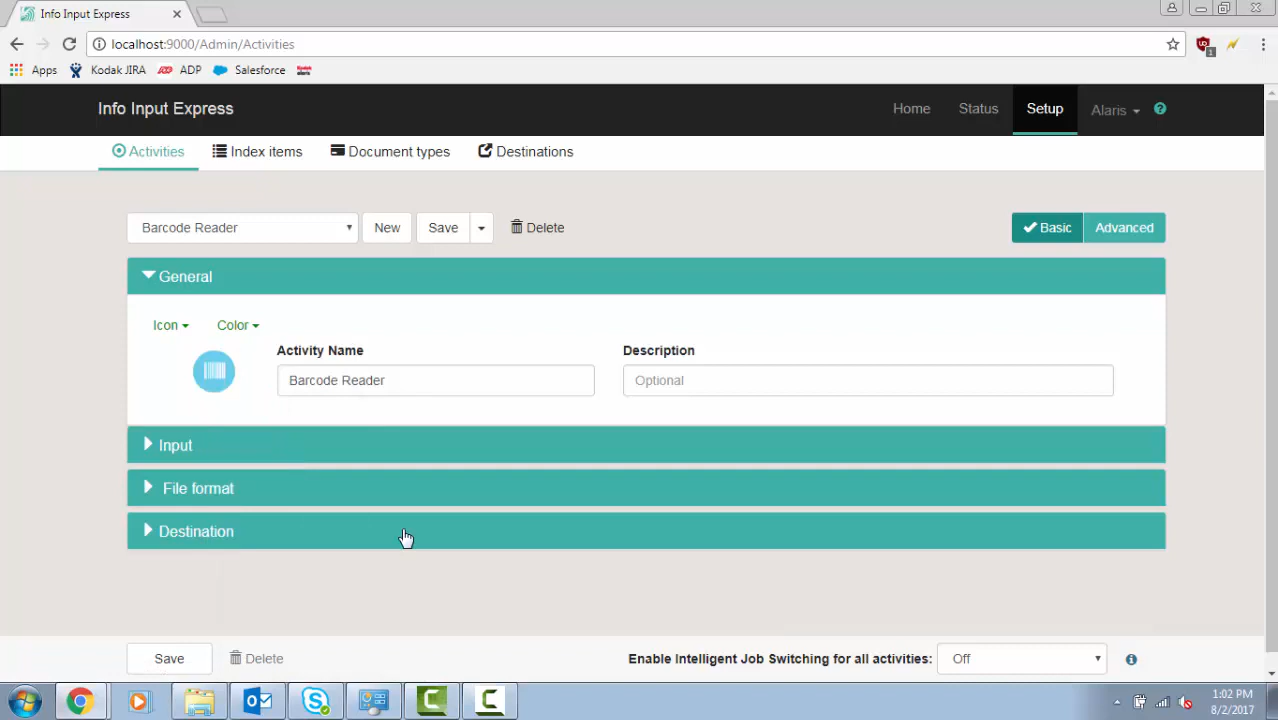 Info Input Express
localhost:9000/Admin/Activities
Apps Kodak JIRA ADP Salesforce
Info Input Express Home Status Setup Alaris
Activities Index items Document types Destinations
Barcode Reader New Save Delete Basic Advanced
General
Icon Color
Activity Name Description
Barcode Reader Optional
Input
File format
Destination
Save Delete Enable Intelligent Job Switching for all activities: Off
1:02 PM
8/2/2017